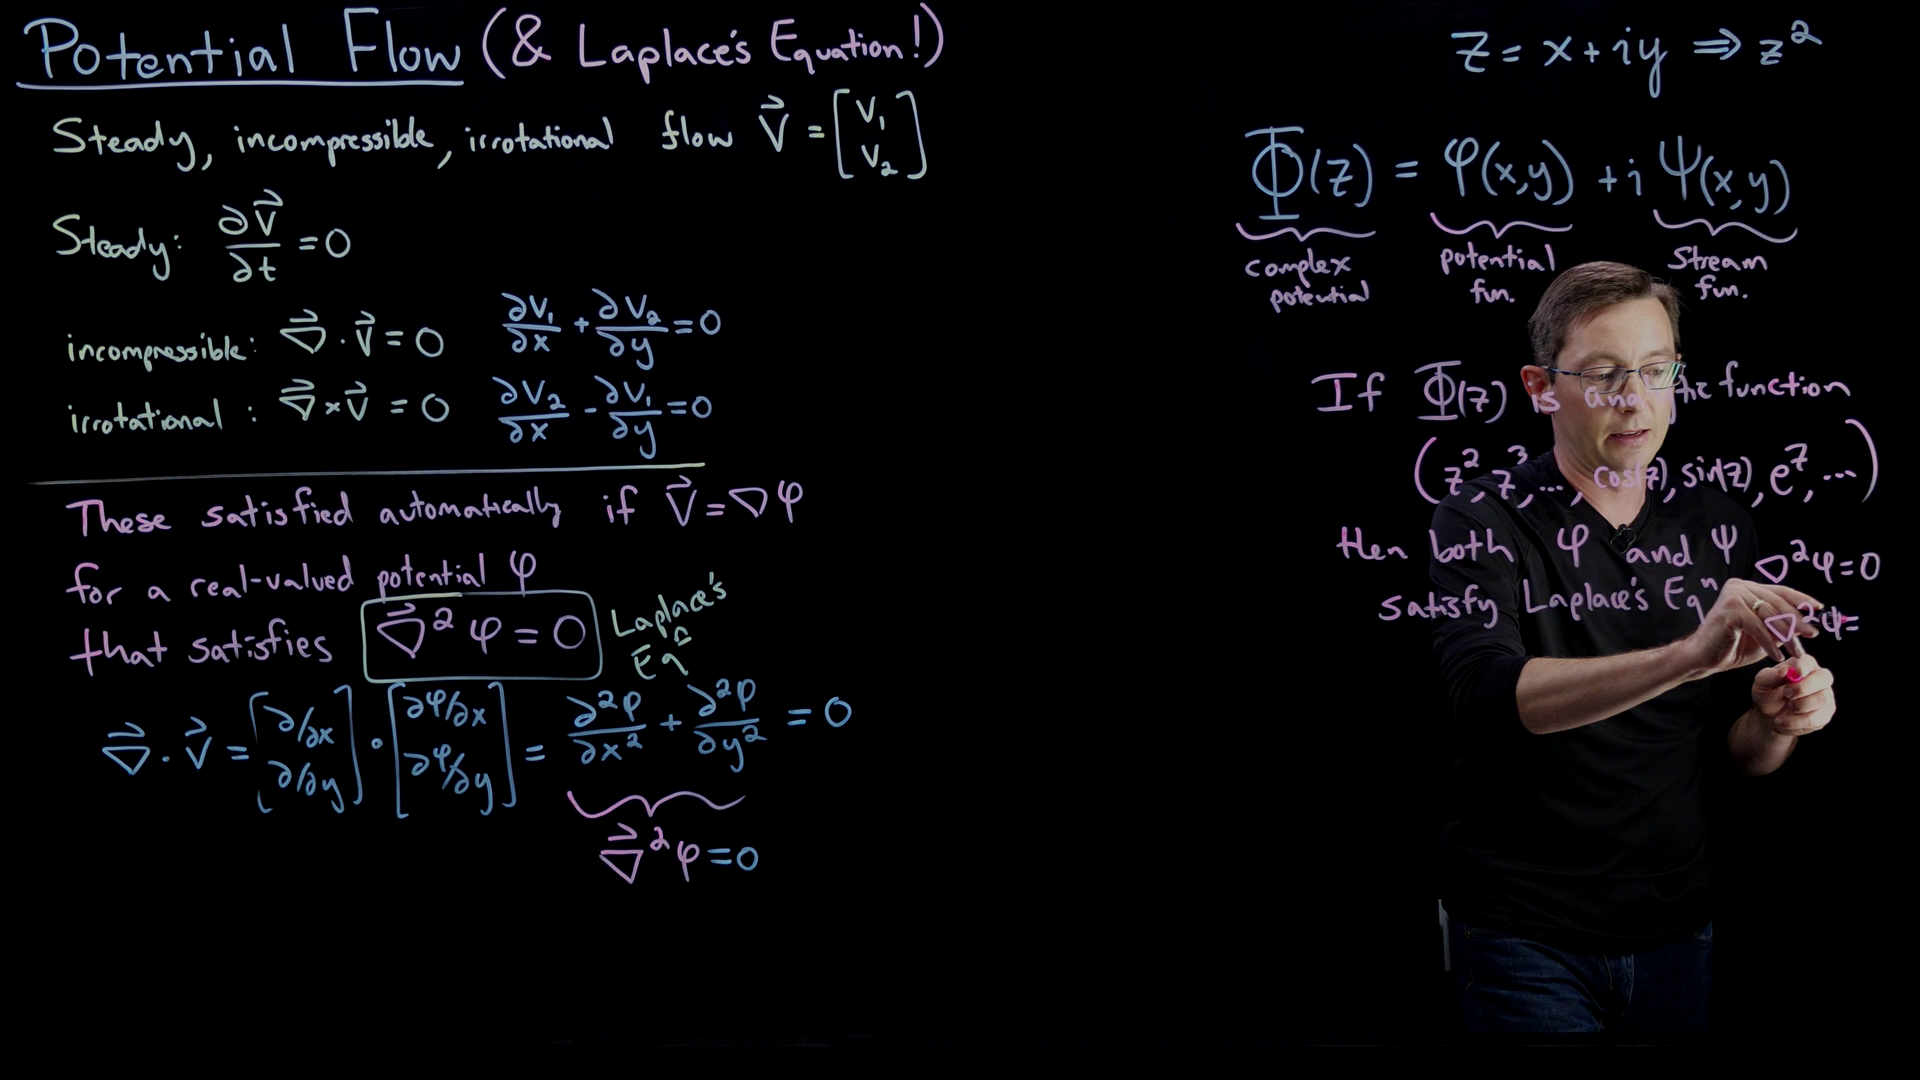 Potential Flow (& Laplace's Equation!)
Steady, incompressible, irrotational flow V⃗ = [V₁ V₂]
Steady: ∂V⃗/∂t = 0
incompressible: ∇⃗ · V⃗ = 0 ∂V₁/∂x + ∂V₂/∂y = 0
irrotational : ∇⃗ × V⃗ = 0 ∂V₂/∂x - ∂V₁/∂y = 0
These satisfied automatically if V⃗ = ∇φ
for a real-valued potential φ
that satisfies ∇⃗² φ = 0 Laplace's Eqⁿ
∇⃗ · V⃗ = [∂/∂x ∂/∂y] · [∂φ/∂x ∂φ/∂y] = ∂²φ/∂x² + ∂²φ/∂y² = 0
∇⃗² φ = 0
z = x + iy ⇒ z²
Φ(z) = φ(x,y) + i ψ(x,y)
complex potential
potential fun.
Stream fun.
If Φ(z) is function
(z², z³, ..., cos(z), sin(z), e^z, ...)
then both φ and ψ
satisfy Laplace's Eqⁿ
∇²φ = 0
∇²ψ =